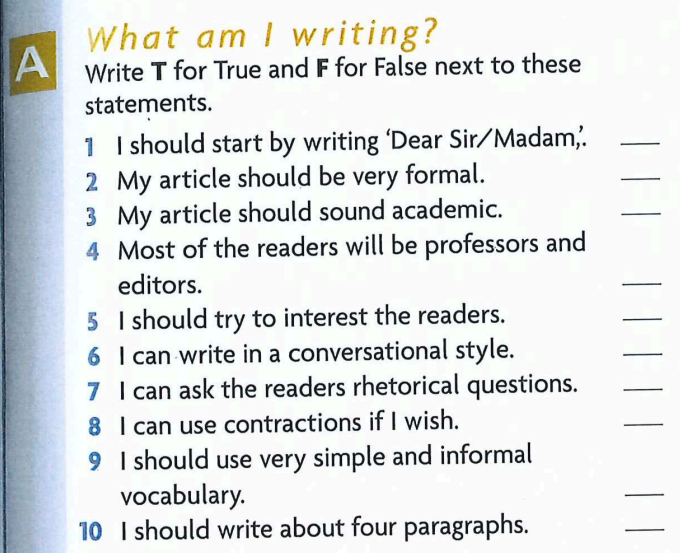 A
What am I writing?
Write T for True and F for False next to these
statements.
1 I should start by writing ‘Dear Sir/Madam,’.
2 My article should be very formal.
3 My article should sound academic.
4 Most of the readers will be professors and
editors.
5 I should try to interest the readers.
6 I can write in a conversational style.
7 I can ask the readers rhetorical questions.
8 I can use contractions if I wish.
9 I should use very simple and informal
vocabulary.
10 I should write about four paragraphs.